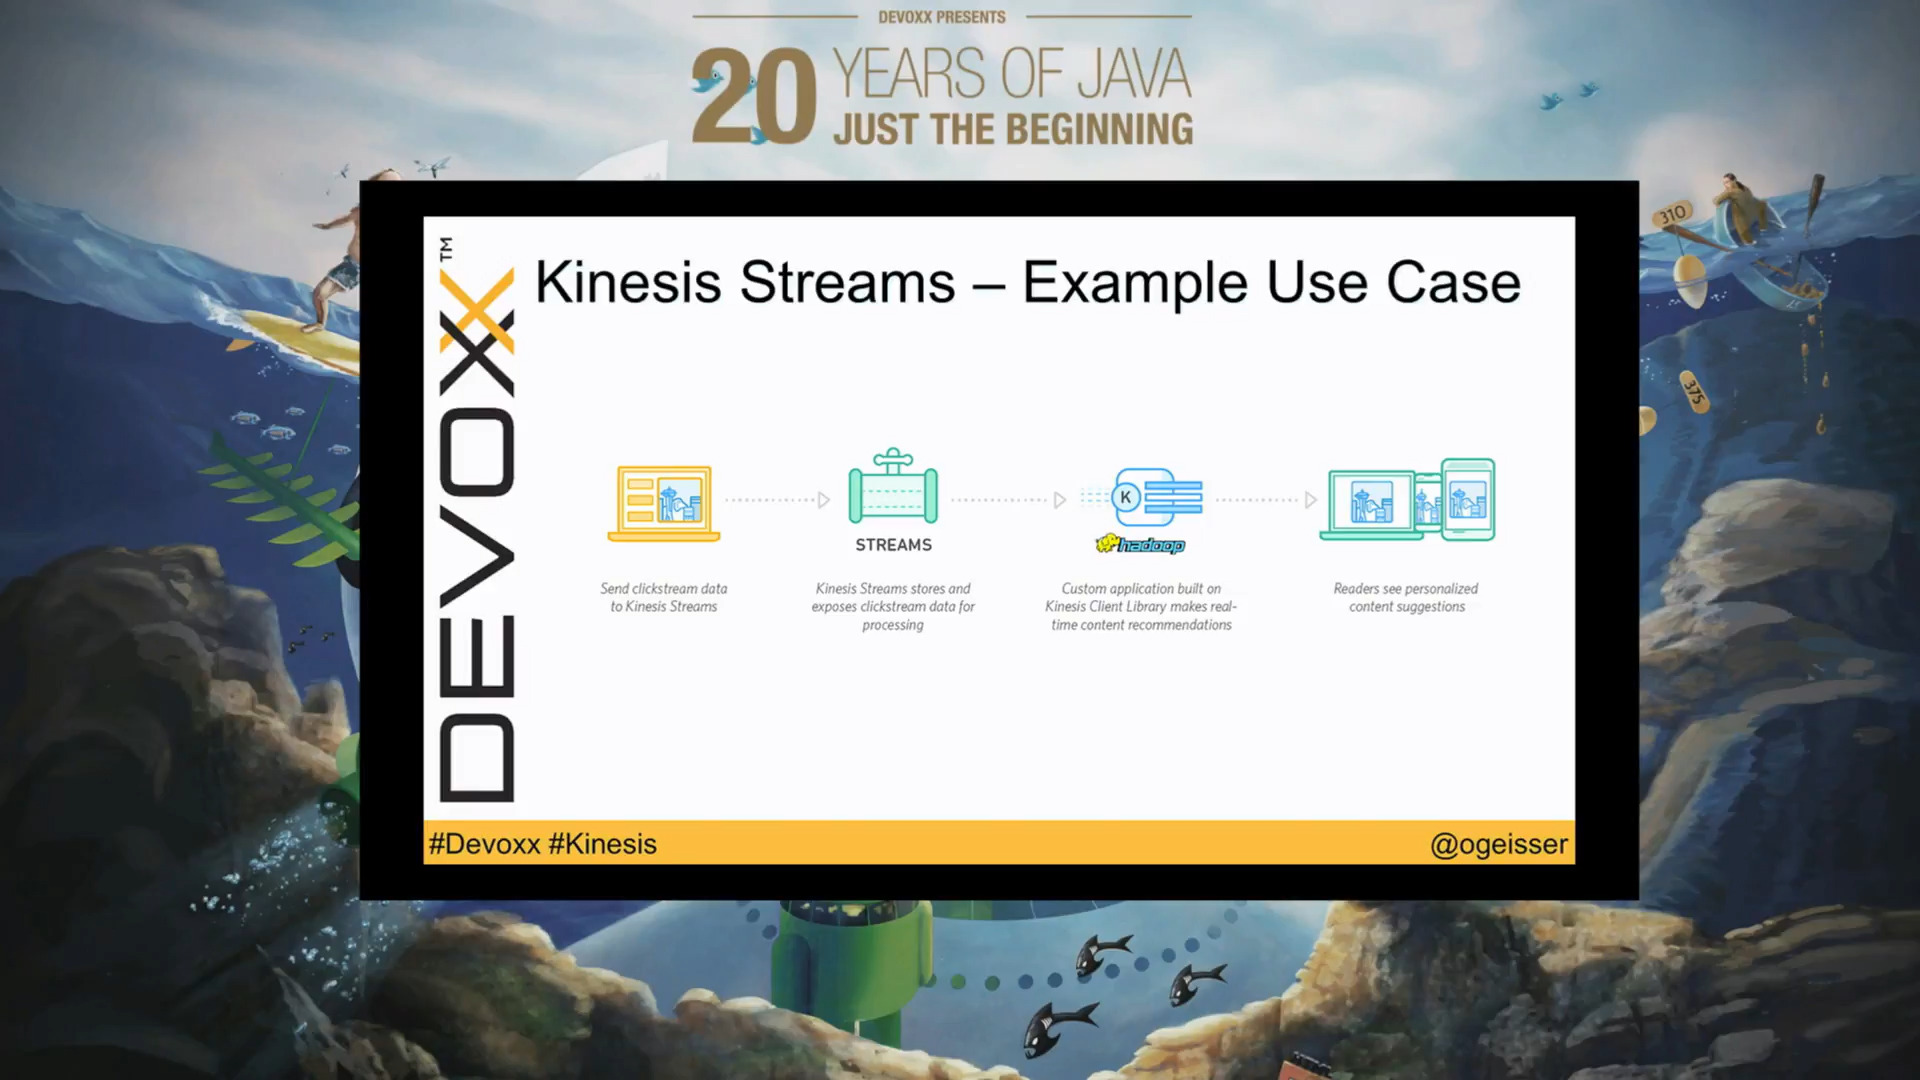 DEVOXX PRESENTS
20 YEARS OF JAVA
JUST THE BEGINNING
310
375
DEVOXX™
Kinesis Streams – Example Use Case
STREAMS
K
hadoop
Send clickstream data
to Kinesis Streams
Kinesis Streams stores and
exposes clickstream data for
processing
Custom application built on
Kinesis Client Library makes real-
time content recommendations
Readers see personalized
content suggestions
#Devoxx #Kinesis
@ogeisser